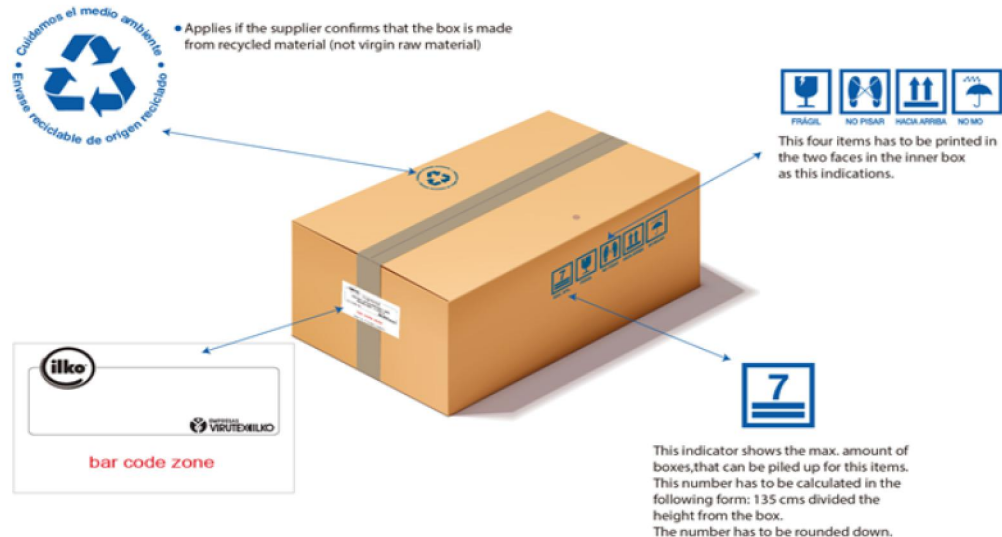 Cuidemos el medio ambiente
Envase reciclable de origen reciclado
Applies if the supplier confirms that the box is made
from recycled material (not virgin raw material)
FRÁGIL
NO PISAR
HACIA ARRIBA
NO MO
This four items has to be printed in
the two faces in the inner box
as this indications.
7
ilko
EMPRESAS
VIRUTEX ILKO
bar code zone
7
This indicator shows the max. amount of
boxes,that can be piled up for this items.
This number has to be calculated in the
following form: 135 cms divided the
height from the box.
The number has to be rounded down.